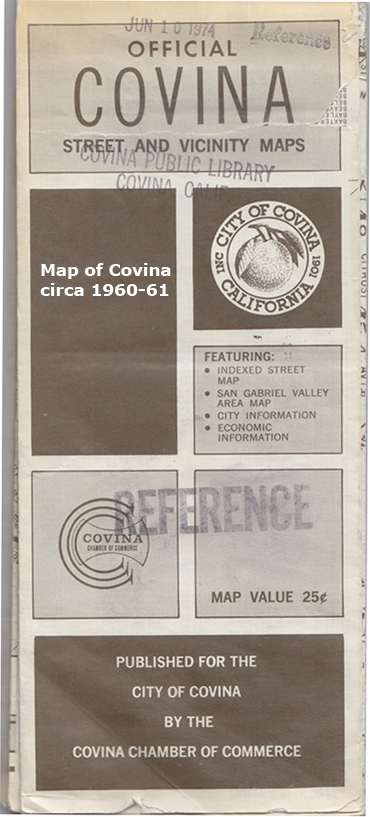 JUN 10 1974
Reference
OFFICIAL
COVINA
STREET AND VICINITY MAPS
COVINA PUBLIC LIBRARY
COVINA CALIF
Map of Covina
circa 1960-61
CITY OF COVINA
INC 1901
CALIFORNIA
FEATURING:
• INDEXED STREET
MAP
• SAN GABRIEL VALLEY
AREA MAP
• CITY INFORMATION
• ECONOMIC
INFORMATION
REFERENCE
COVINA
CHAMBER OF COMMERCE
MAP VALUE 25¢
PUBLISHED FOR THE
CITY OF COVINA
BY THE
COVINA CHAMBER OF COMMERCE